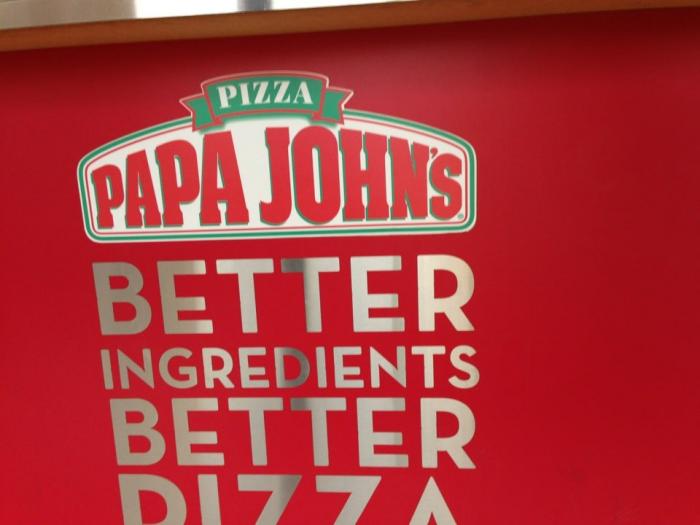 PIZZA
PAPA JOHN'S
BETTER
INGREDIENTS
BETTER
PIZZA